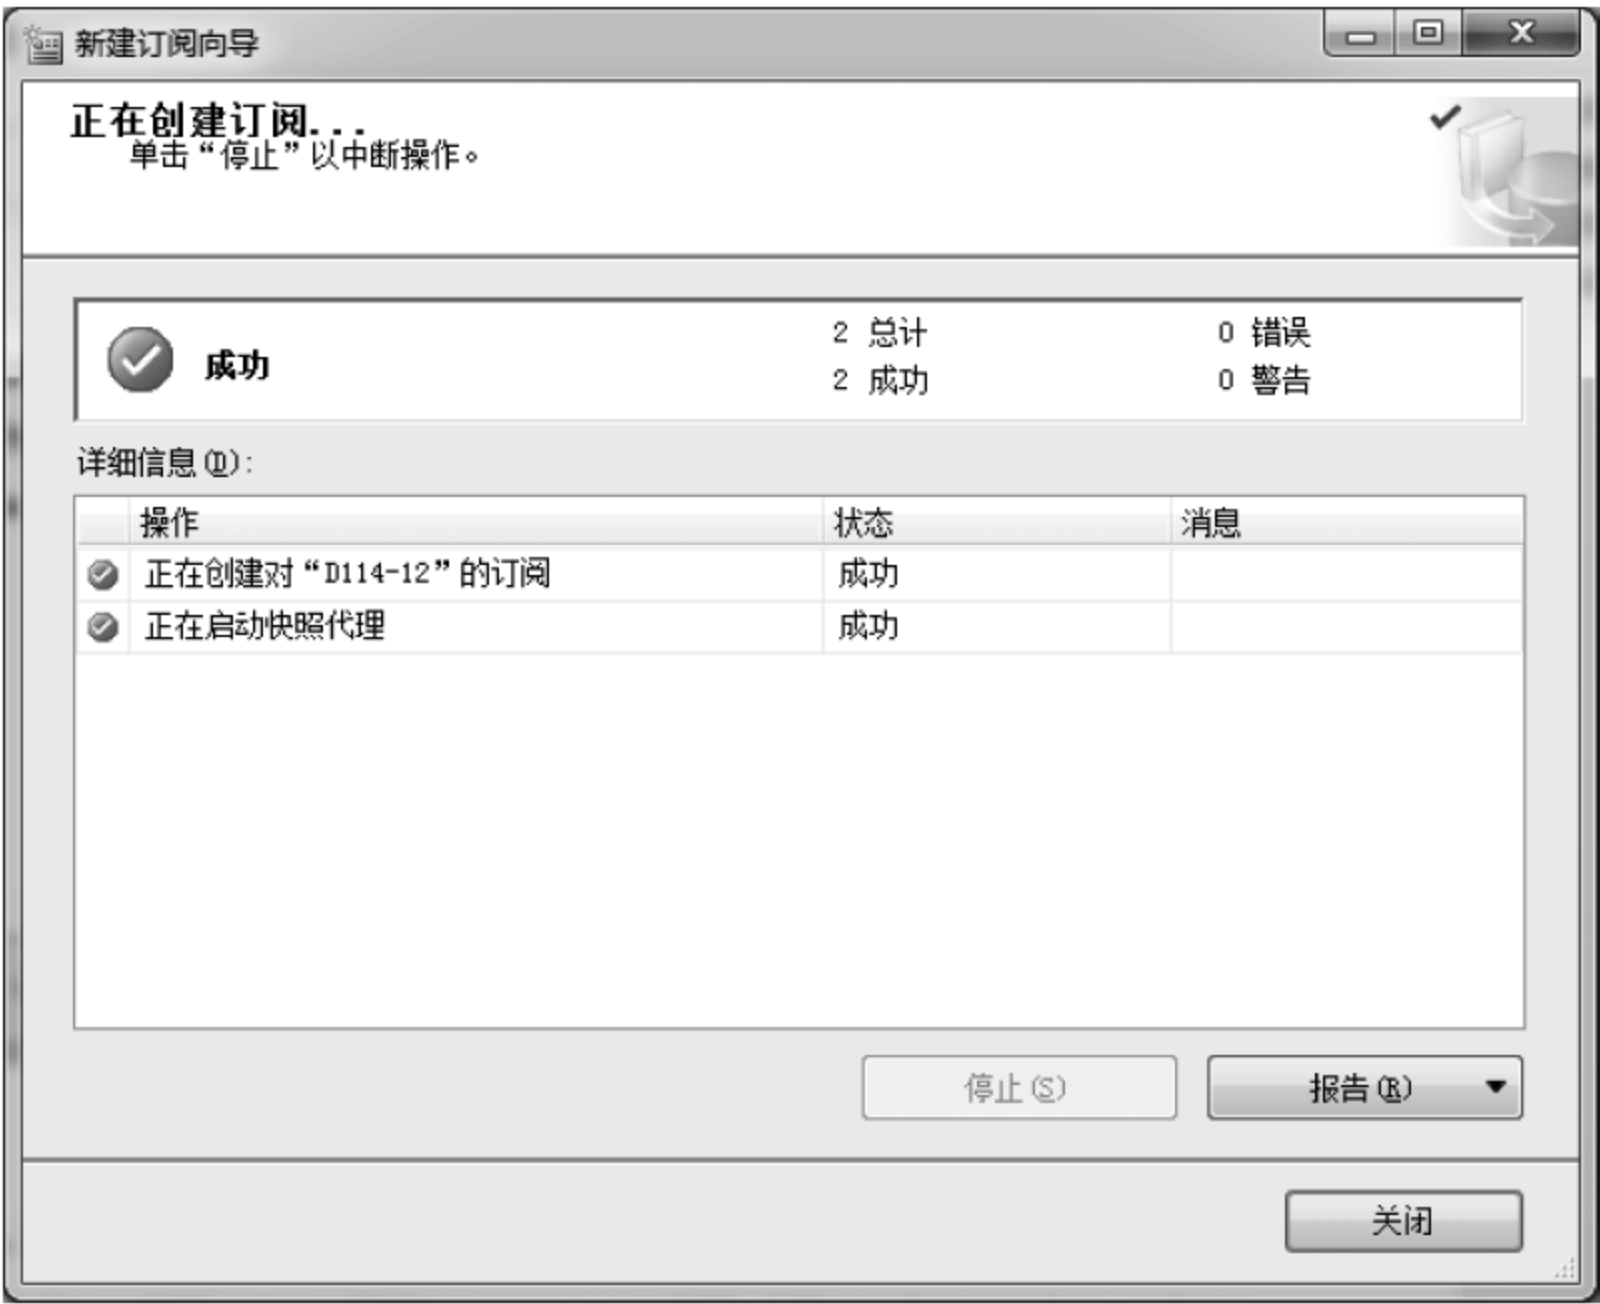 新建订阅向导
正在创建订阅...
单击“停止”以中断操作。
成功
2 总计
0 错误
2 成功
0 警告
详细信息(D):
操作 状态 消息
正在创建对“D114-12”的订阅 成功
正在启动快照代理 成功
停止(S)
报告(R)
关闭